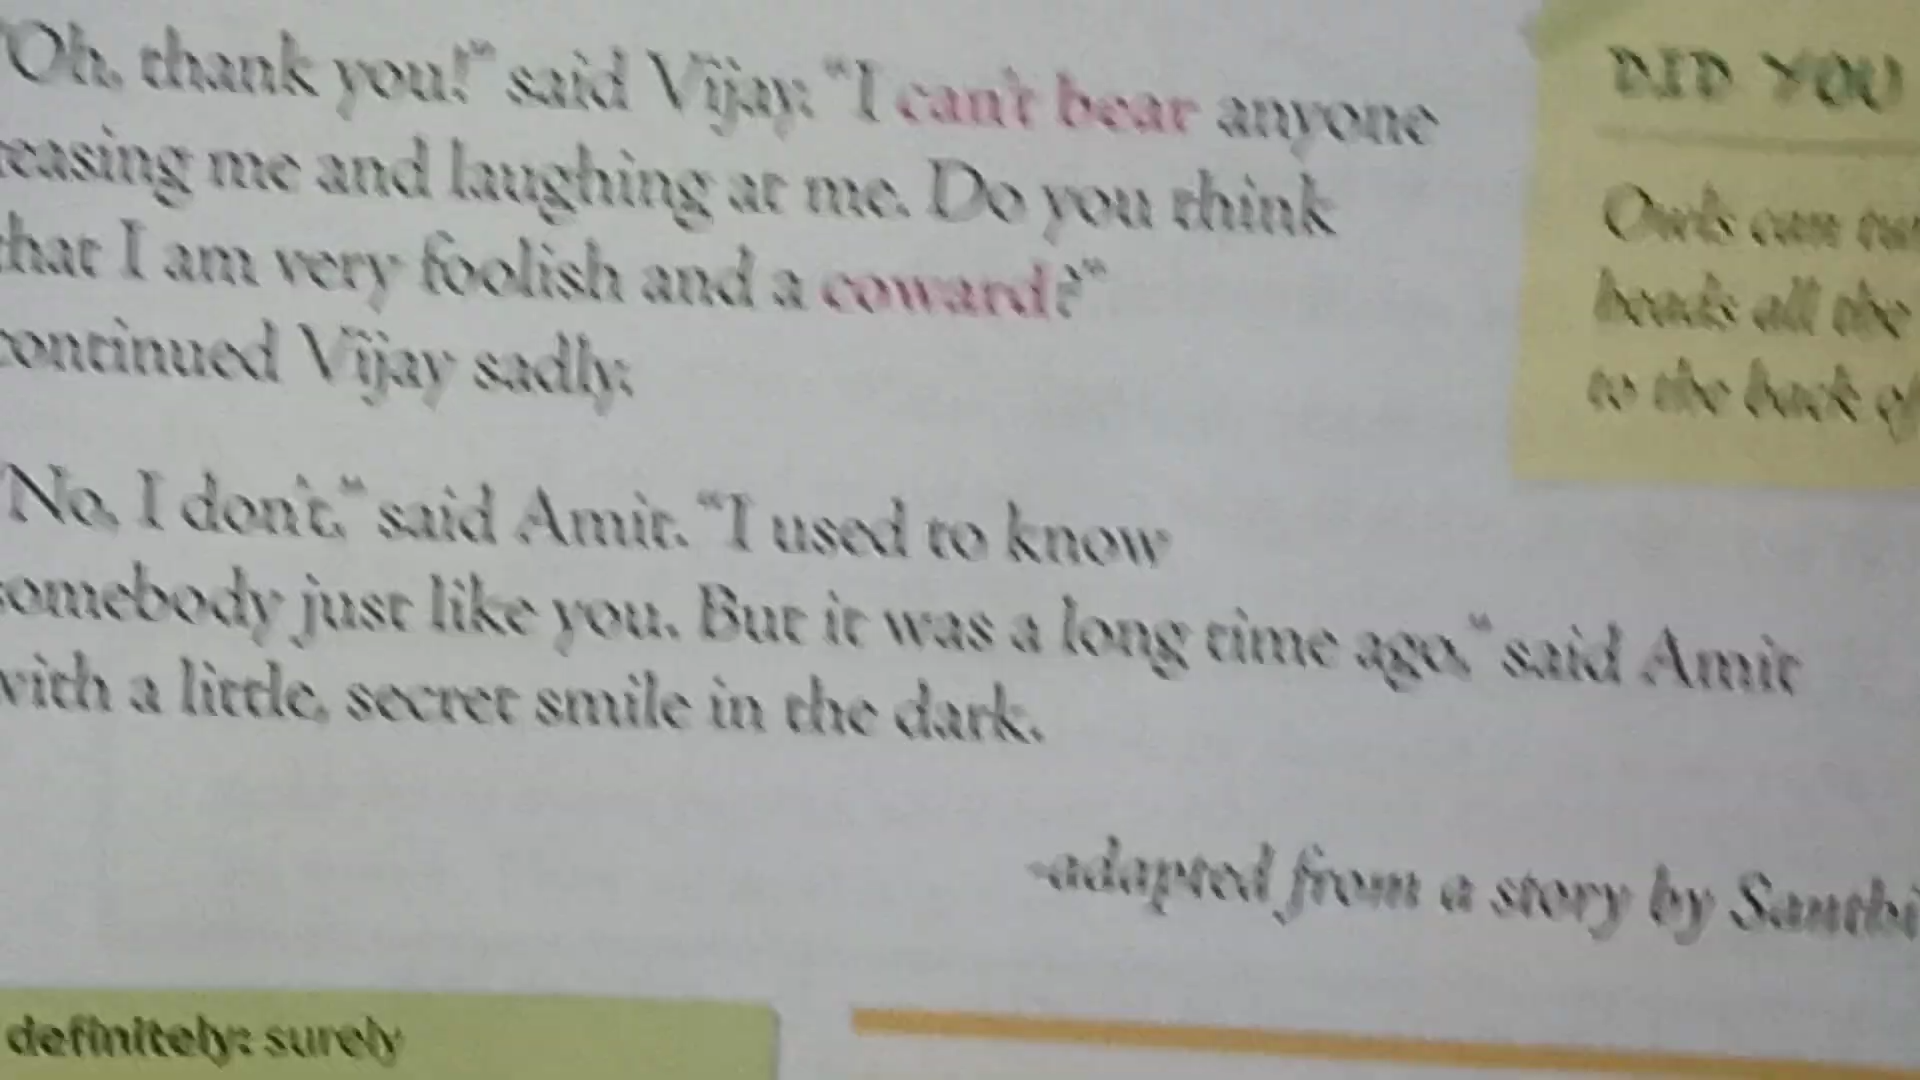 "Oh, thank you!" said Vijay. "I can't bear anyone
teasing me and laughing at me. Do you think
that I am very foolish and a coward?"
continued Vijay sadly.
"No, I don't," said Amit. "I used to know
somebody just like you. But it was a long time ago," said Amit
with a little, secret smile in the dark.
-adapted from a story by Santhi
definitely: surely
DID YOU
Owls can
heads all the
to the back of